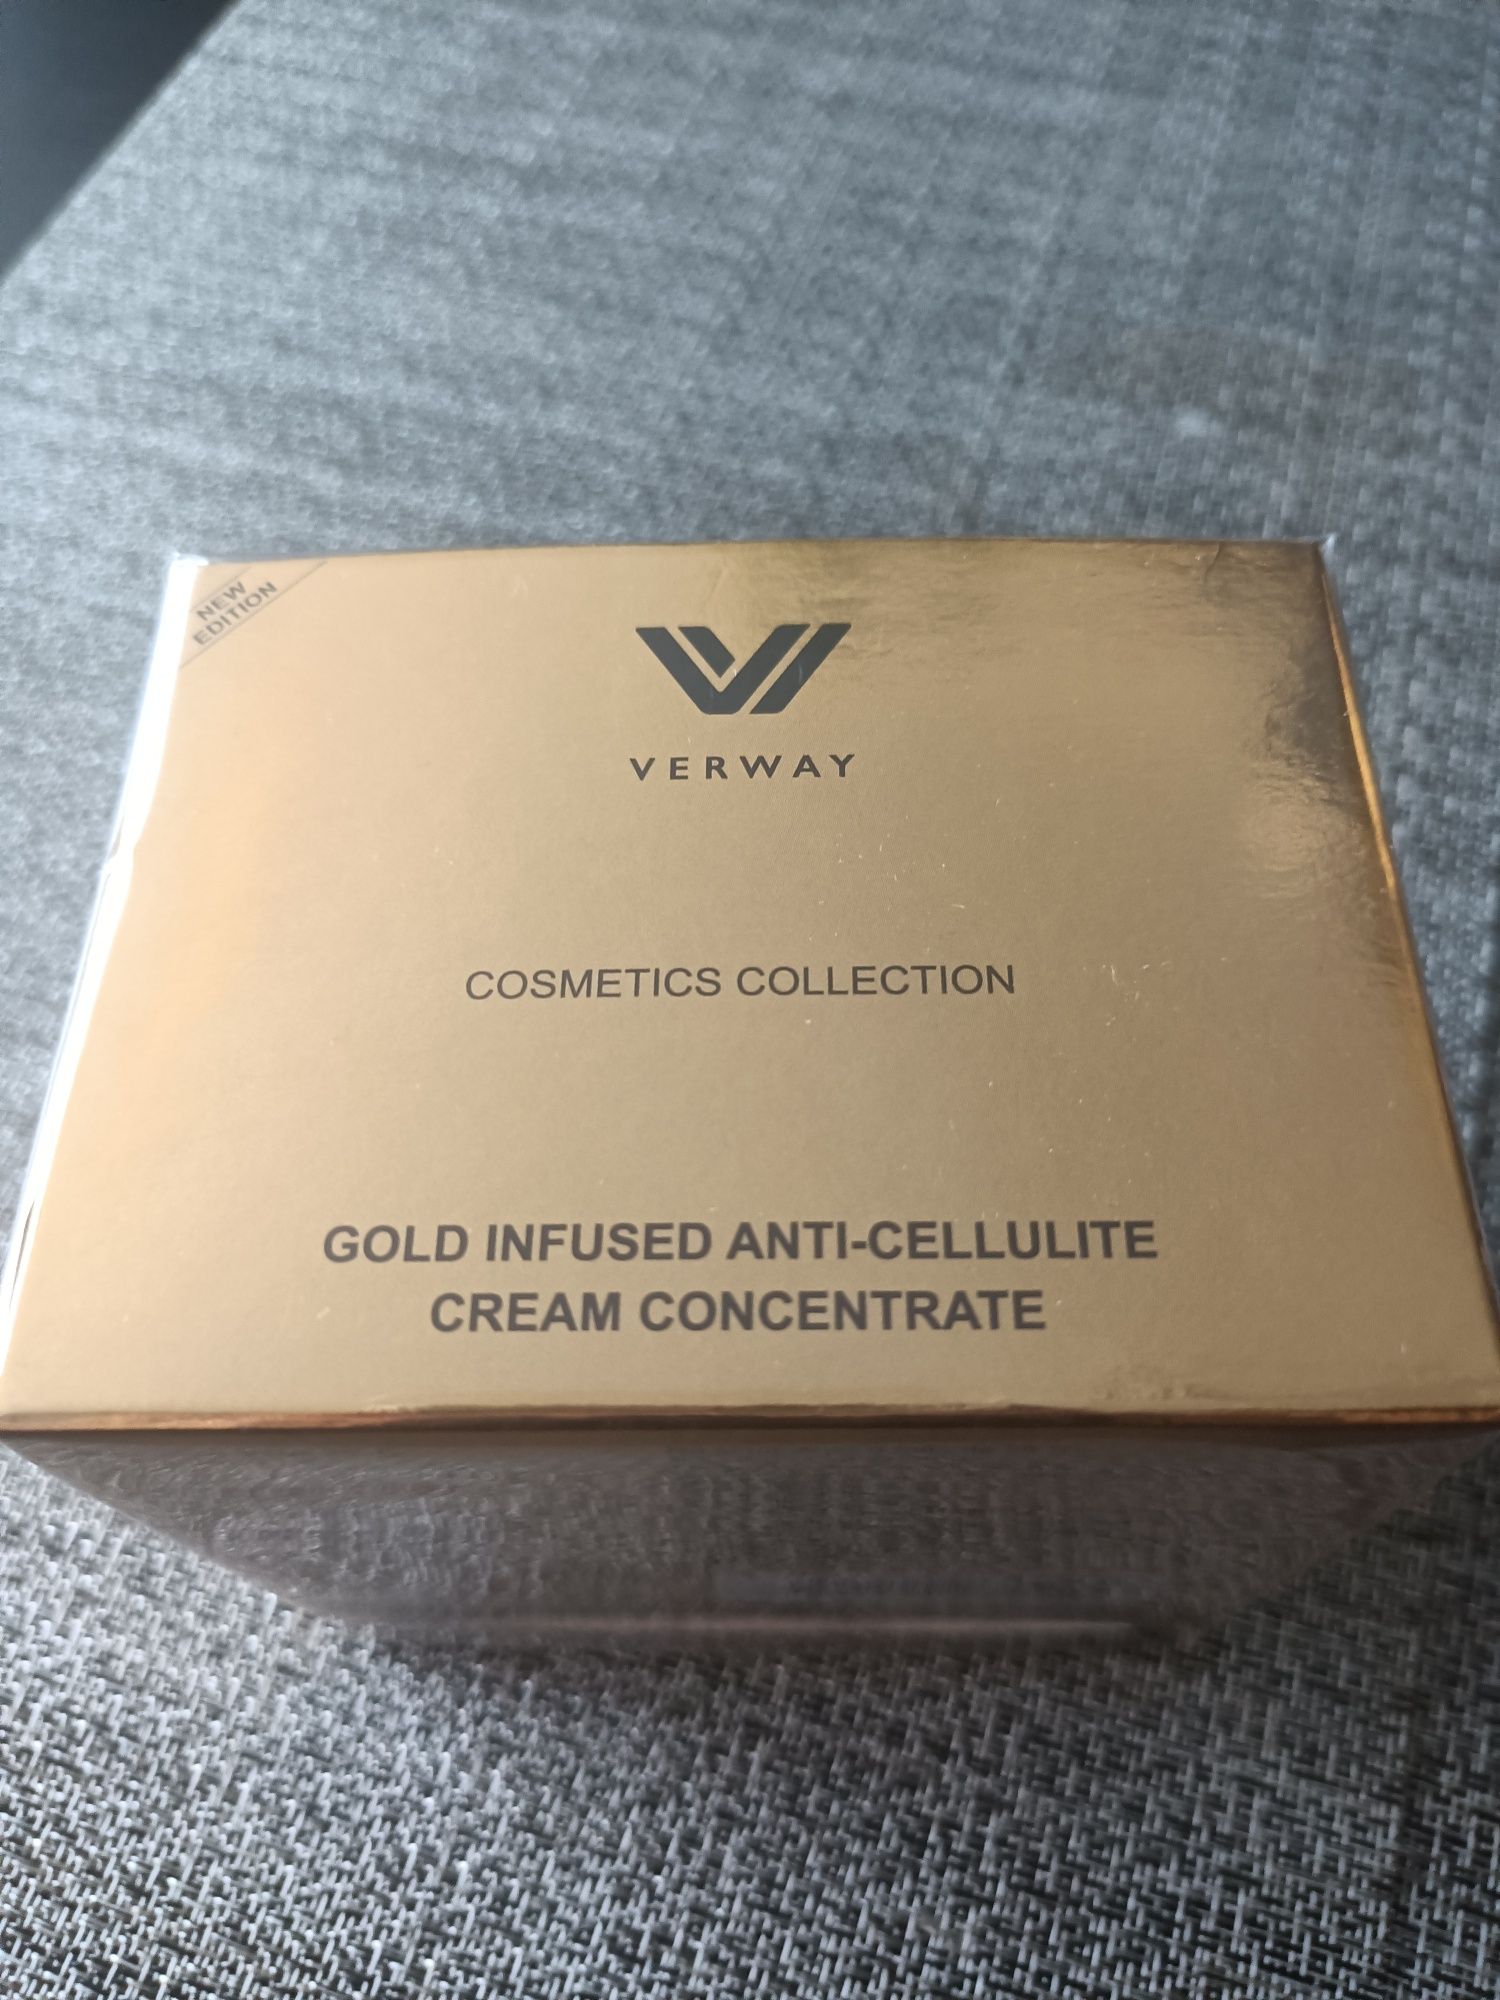 NEW
EDITION
VERWAY
COSMETICS COLLECTION
GOLD INFUSED ANTI-CELLULITE
CREAM CONCENTRATE